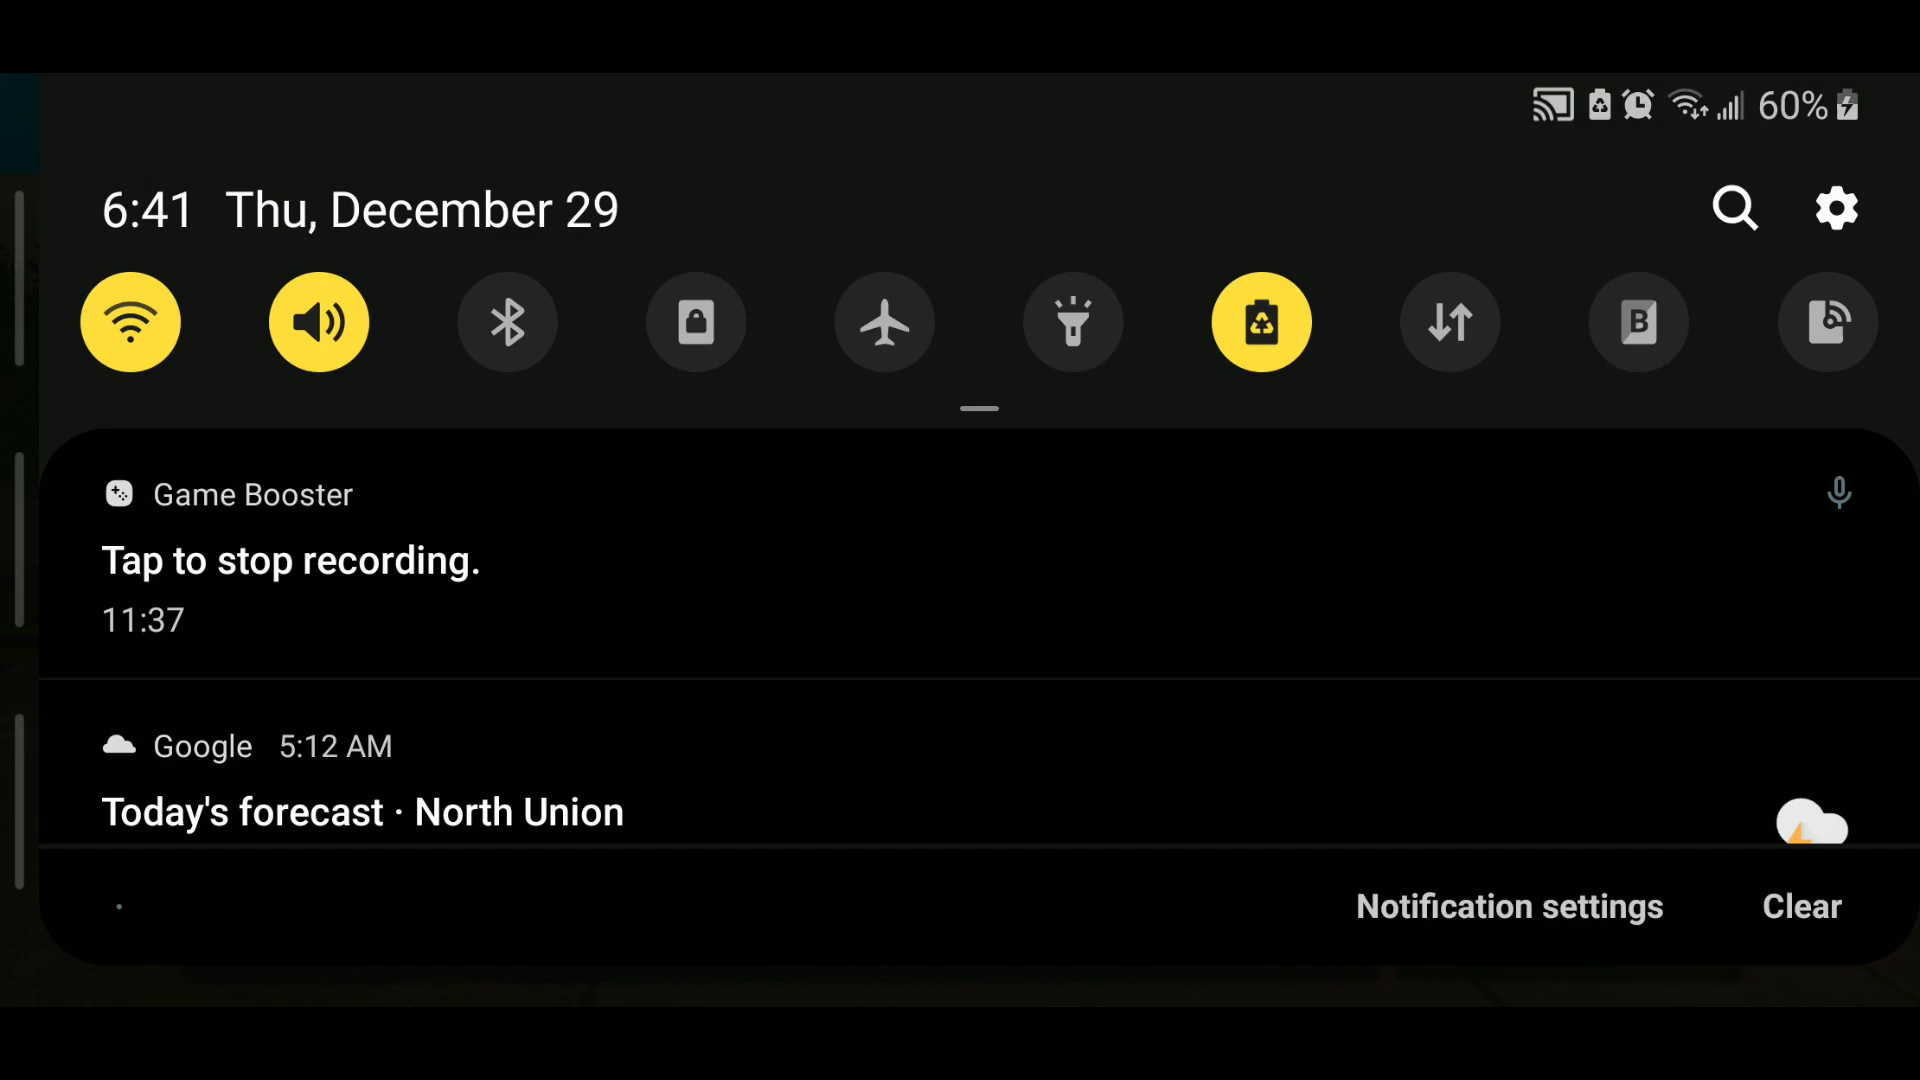 60%
6:41 Thu, December 29
B
Game Booster
Tap to stop recording.
11:37
Google 5:12 AM
Today's forecast · North Union
Notification settings Clear